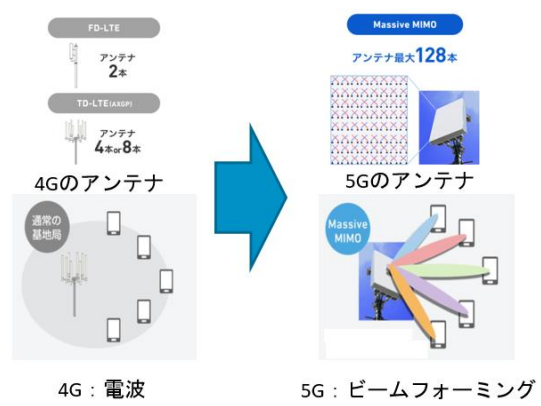 FD-LTE
アンテナ
2本
TD-LTE(AXGP)
アンテナ
4本or8本
4Gのアンテナ
通常の
基地局
4G：電波
Massive MIMO
アンテナ最大128本
5Gのアンテナ
Massive
MIMO
5G：ビームフォーミング